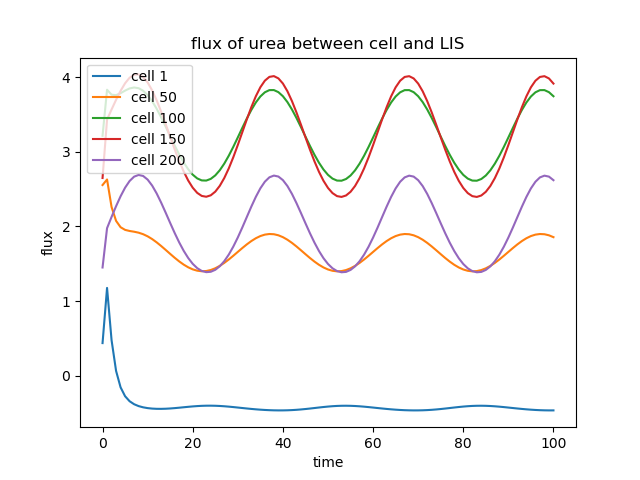 flux of urea between cell and LIS
cell 1
cell 50
cell 100
cell 150
cell 200
4
3
2
1
0
flux
0 20 40 60 80 100
time